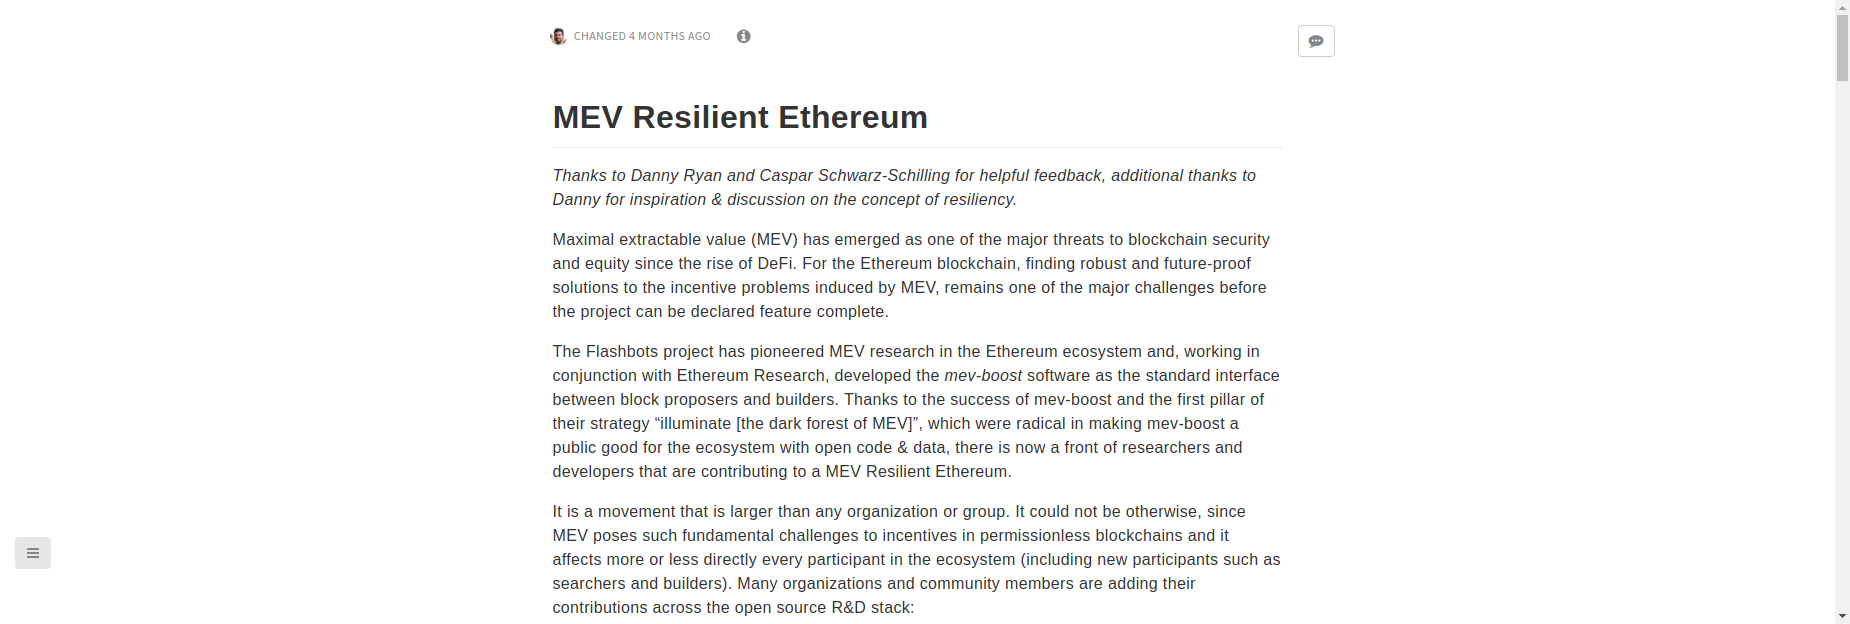 CHANGED 4 MONTHS AGO
MEV Resilient Ethereum
Thanks to Danny Ryan and Caspar Schwarz-Schilling for helpful feedback, additional thanks to
Danny for inspiration & discussion on the concept of resiliency.
Maximal extractable value (MEV) has emerged as one of the major threats to blockchain security
and equity since the rise of DeFi. For the Ethereum blockchain, finding robust and future-proof
solutions to the incentive problems induced by MEV, remains one of the major challenges before
the project can be declared feature complete.
The Flashbots project has pioneered MEV research in the Ethereum ecosystem and, working in
conjunction with Ethereum Research, developed the mev-boost software as the standard interface
between block proposers and builders. Thanks to the success of mev-boost and the first pillar of
their strategy “illuminate [the dark forest of MEV]”, which were radical in making mev-boost a
public good for the ecosystem with open code & data, there is now a front of researchers and
developers that are contributing to a MEV Resilient Ethereum.
It is a movement that is larger than any organization or group. It could not be otherwise, since
MEV poses such fundamental challenges to incentives in permissionless blockchains and it
affects more or less directly every participant in the ecosystem (including new participants such as
searchers and builders). Many organizations and community members are adding their
contributions across the open source R&D stack: